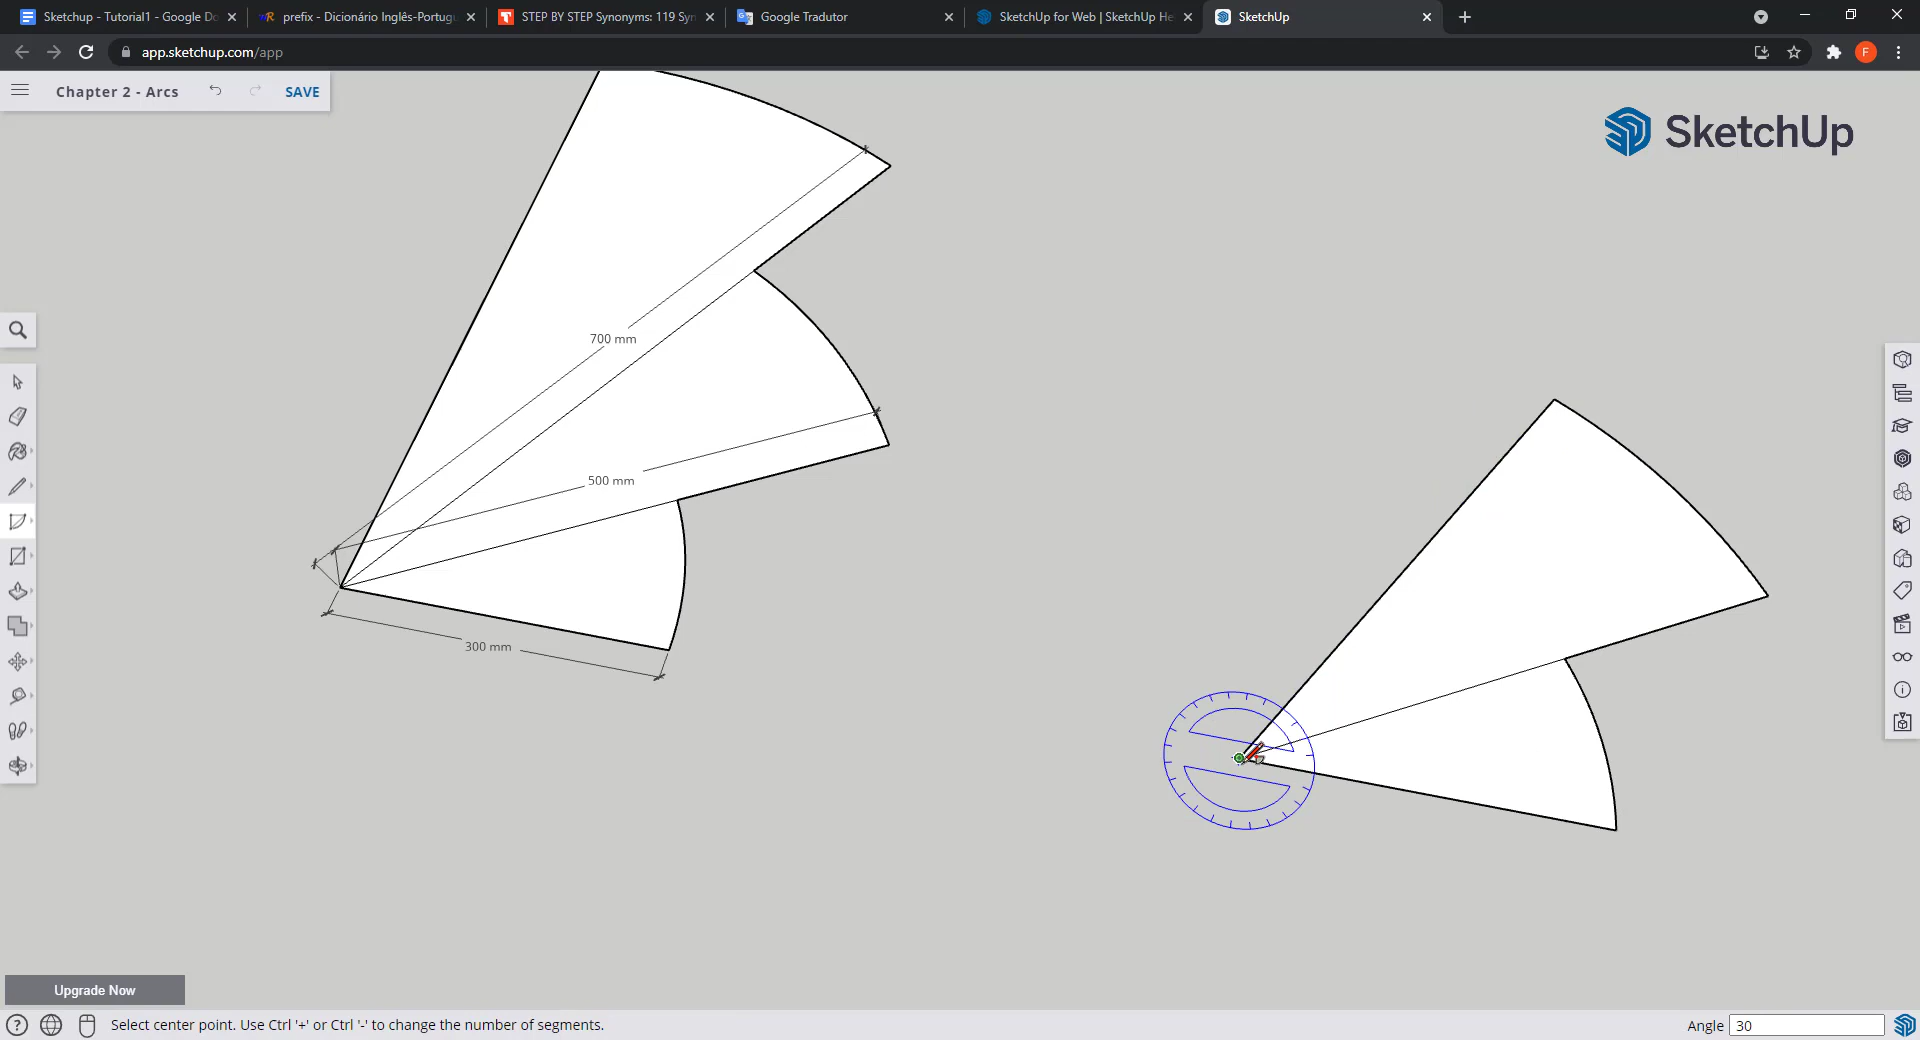 Sketchup - Tutorial1 - Google Do
prefix - Dicionário Inglês-Portug
STEP BY STEP Synonyms: 119 Syn
Google Tradutor
SketchUp for Web | SketchUp He
SketchUp
app.sketchup.com/app
F
Chapter 2 - Arcs
SAVE
SketchUp
700 mm
500 mm
300 mm
Upgrade Now
Select center point. Use Ctrl '+' or Ctrl '-' to change the number of segments.
Angle 30